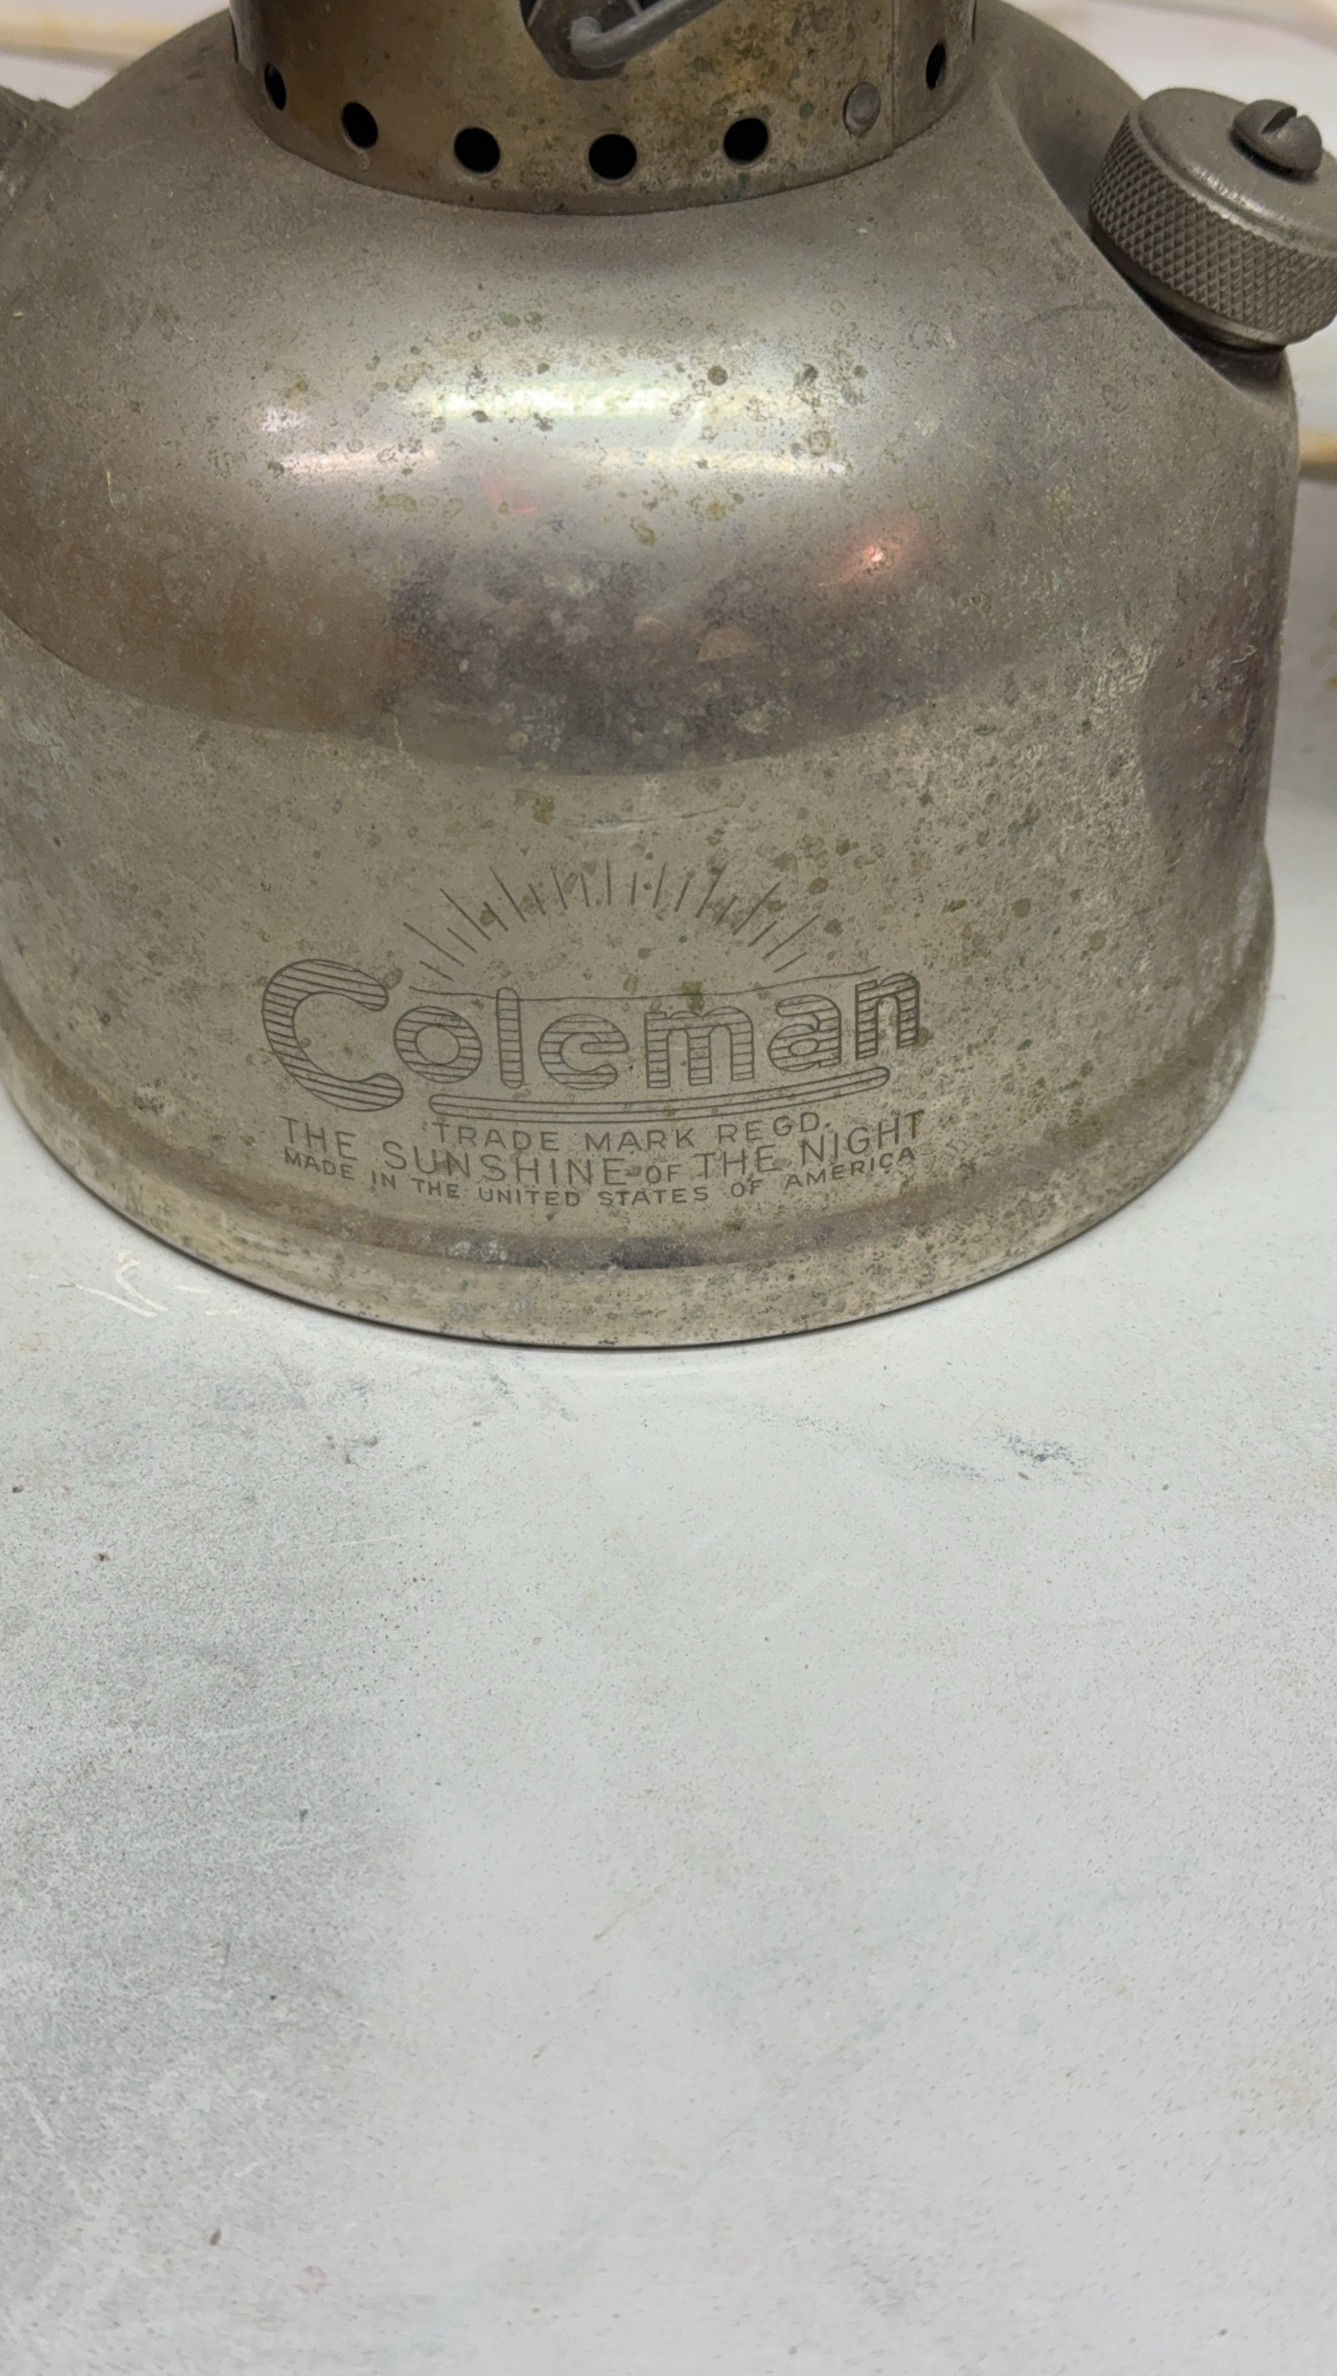 Coleman
TRADE MARK REGD.
THE SUNSHINE OF THE NIGHT
MADE IN THE UNITED STATES OF AMERICA